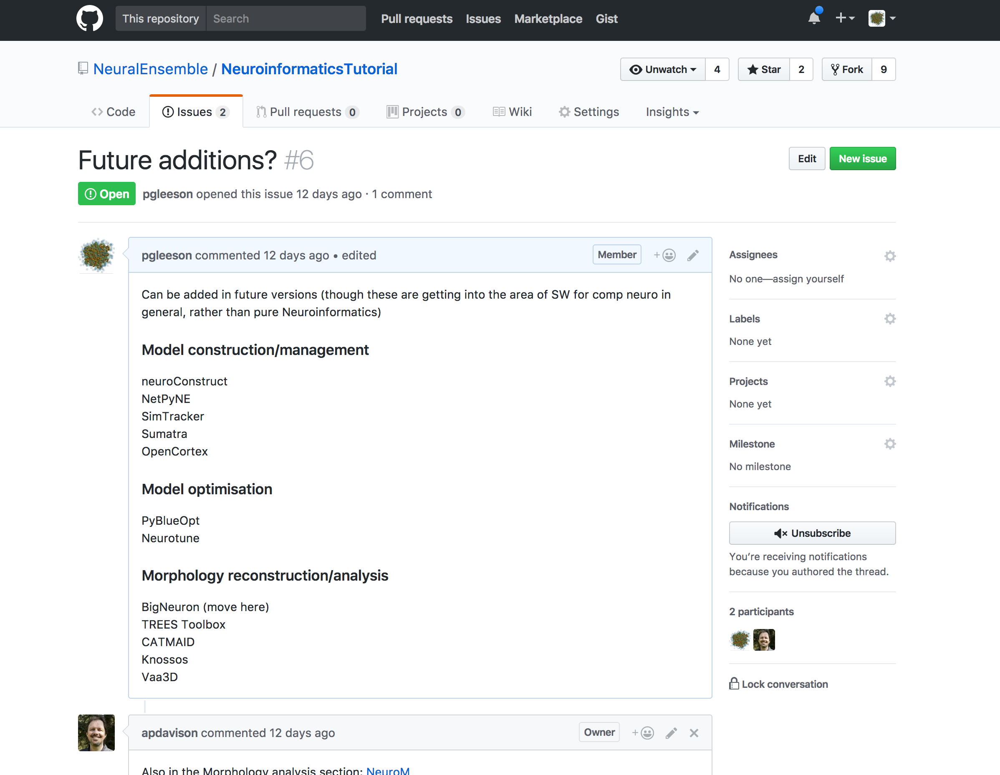 This repository Search Pull requests Issues Marketplace Gist
NeuralEnsemble / NeuroinformaticsTutorial Unwatch 4 Star 2 Fork 9
Code Issues 2 Pull requests 0 Projects 0 Wiki Settings Insights
Future additions? #6 Edit New issue
Open pgleeson opened this issue 12 days ago · 1 comment
pgleeson commented 12 days ago • edited Member
Can be added in future versions (though these are getting into the area of SW for comp neuro in
general, rather than pure Neuroinformatics)
Model construction/management
neuroConstruct
NetPyNE
SimTracker
Sumatra
OpenCortex
Model optimisation
PyBlueOpt
Neurotune
Morphology reconstruction/analysis
BigNeuron (move here)
TREES Toolbox
CATMAID
Knossos
Vaa3D
apdavison commented 12 days ago Owner
Also in the Morphology analysis section: NeuroM
Assignees
No one—assign yourself
Labels
None yet
Projects
None yet
Milestone
No milestone
Notifications
Unsubscribe
You’re receiving notifications
because you authored the thread.
2 participants
Lock conversation